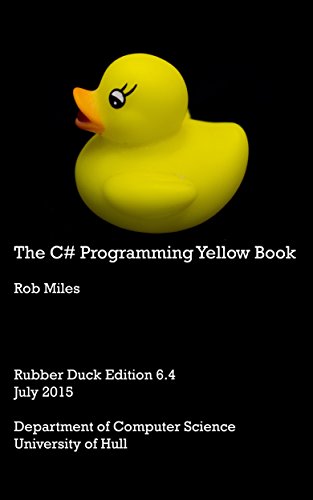 The C# Programming Yellow Book
Rob Miles
Rubber Duck Edition 6.4
July 2015
Department of Computer Science
University of Hull